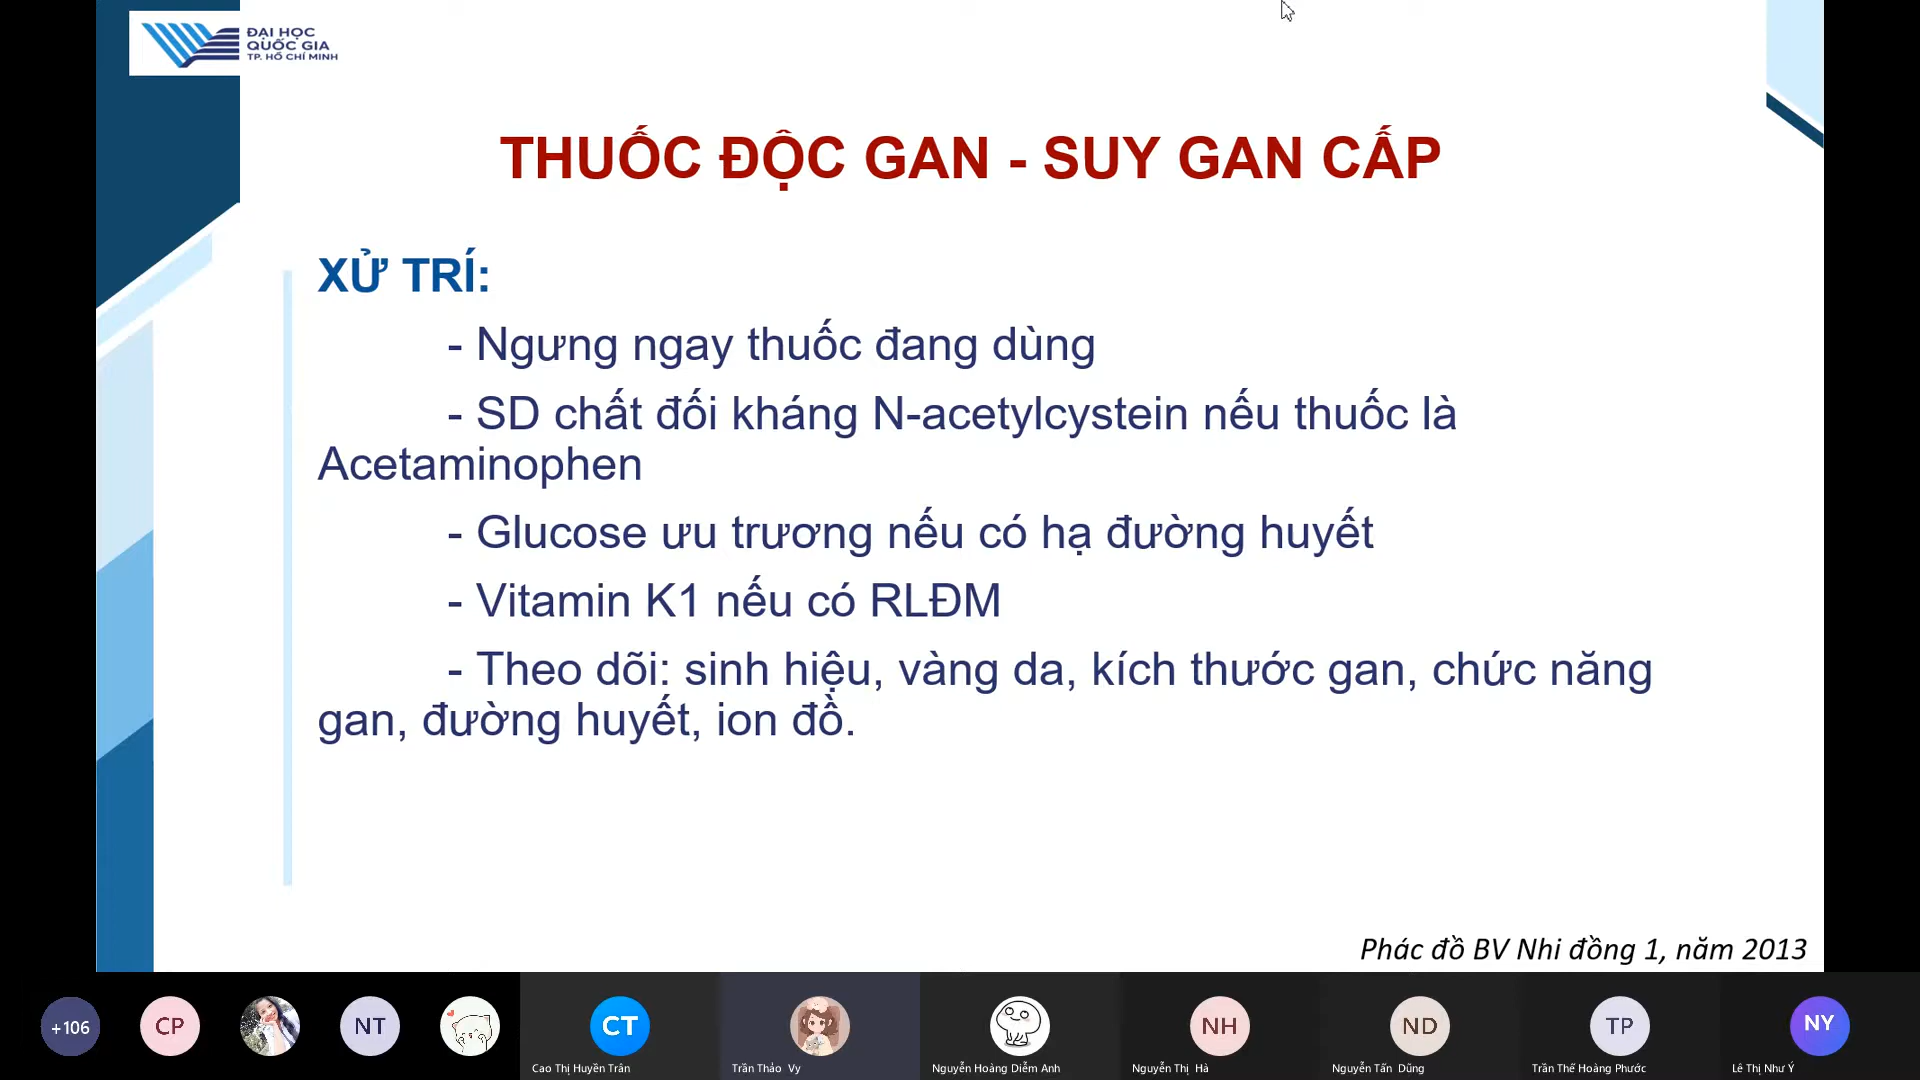 ĐẠI HỌC
QUỐC GIA
TP. HỒ CHÍ MINH
THUỐC ĐỘC GAN - SUY GAN CẤP
XỬ TRÍ:
- Ngưng ngay thuốc đang dùng
- SD chất đối kháng N-acetylcystein nếu thuốc là
Acetaminophen
- Glucose ưu trương nếu có hạ đường huyết
- Vitamin K1 nếu có RLĐM
- Theo dõi: sinh hiệu, vàng da, kích thước gan, chức năng
gan, đường huyết, ion đồ.
Phác đồ BV Nhi đồng 1, năm 2013
+106
CP
NT
CT
NH
ND
TP
NY
Cao Thị Huyền Trân
Trần Thảo Vy
Nguyễn Hoàng Diễm Anh
Nguyễn Thị Hà
Nguyễn Tấn Dũng
Trần Thế Hoàng Phước
Lê Thị Như Ý